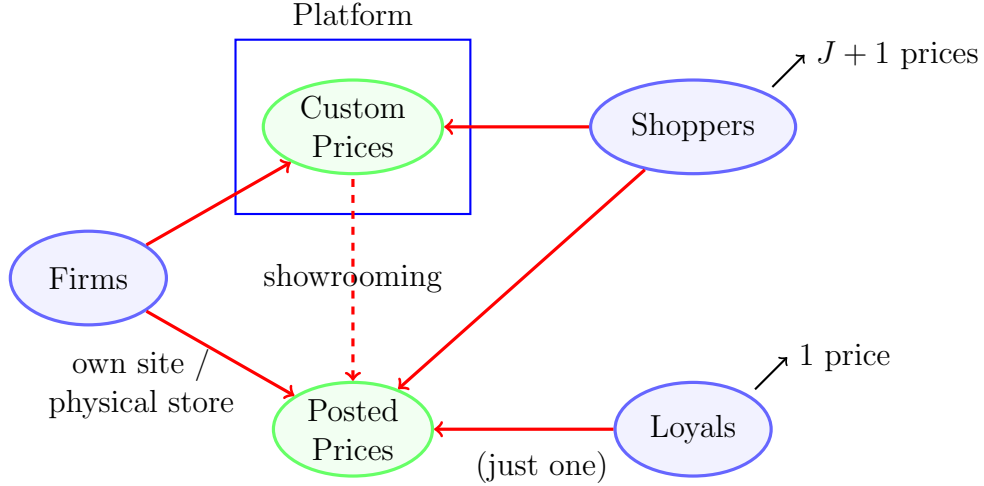 Platform
Custom
Prices
Shoppers
J + 1 prices
Firms
showrooming
own site /
physical store
Posted
Prices
Loyals
1 price
(just one)